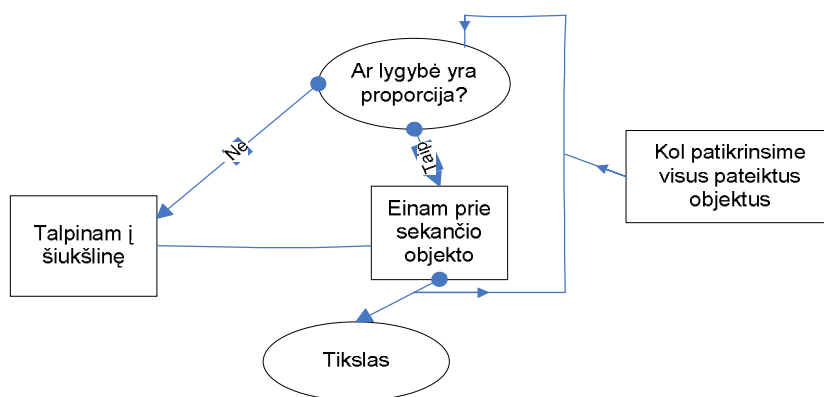 Ar lygybė yra
proporcija?
Ne
Taip
Kol patikrinsime
visus pateiktus
objektus
Talpinam į
šiukšlinę
Einam prie
sekančio
objekto
Tikslas